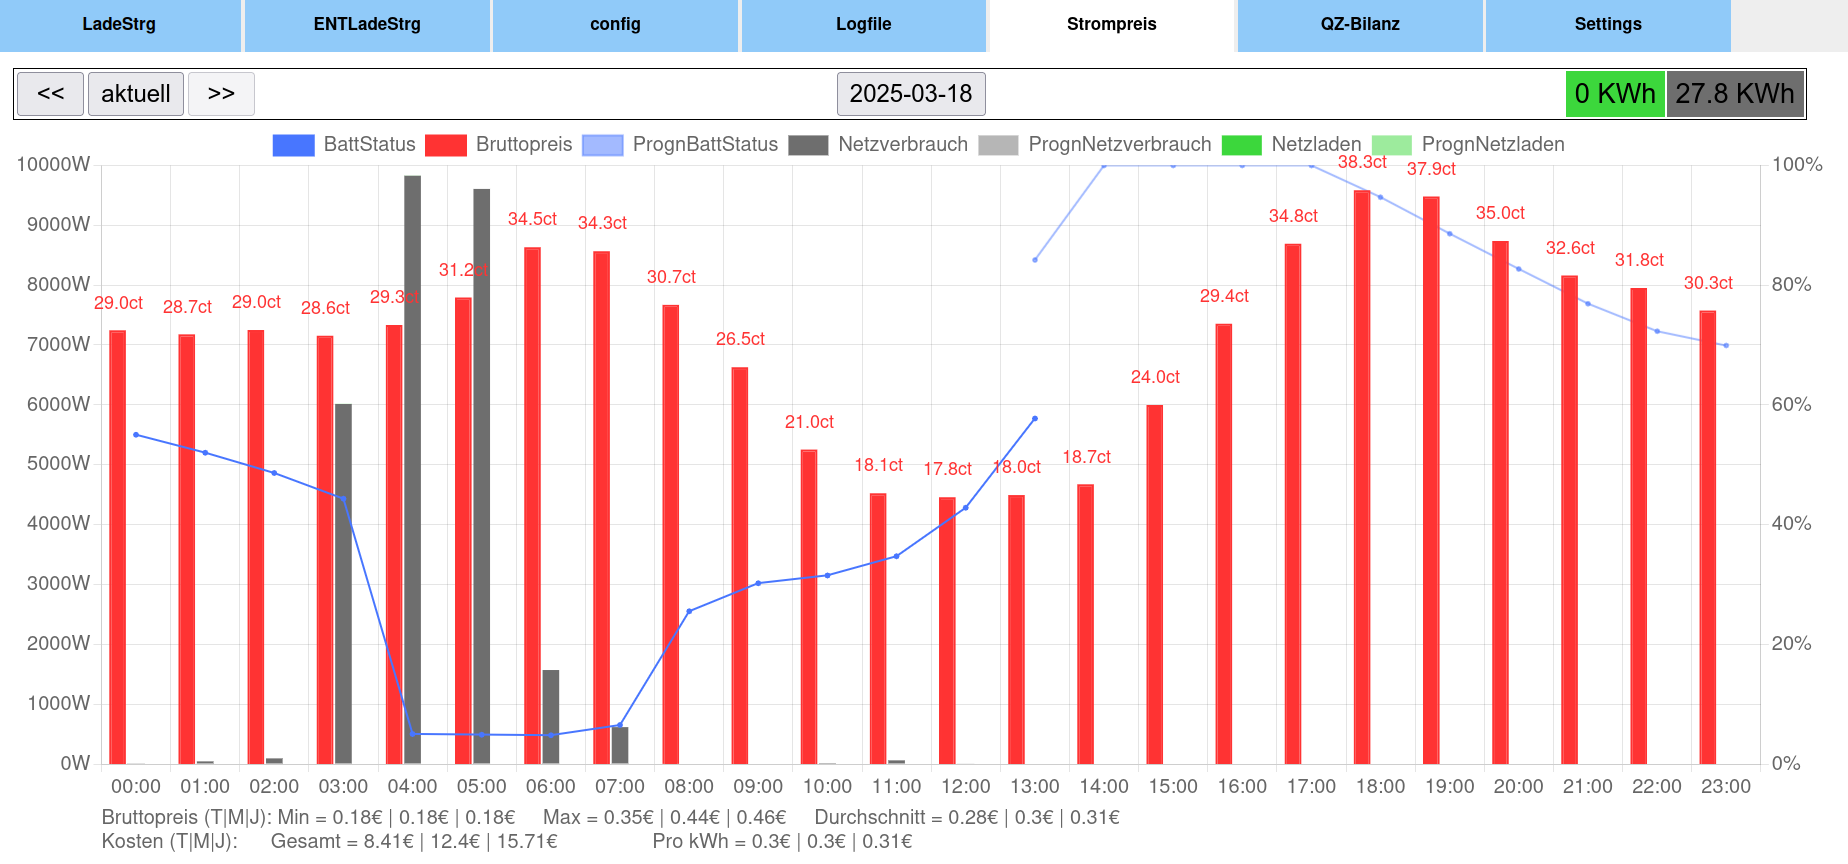 LadeStrg ENTLadeStrg config Logfile Strompreis QZ-Bilanz Settings
<< aktuell >> 2025-03-18 0 KWh 27.8 KWh
BattStatus Bruttopreis PrognBattStatus Netzverbrauch PrognNetzverbrauch Netzladen PrognNetzladen
10000W
9000W
8000W
7000W
6000W
5000W
4000W
3000W
2000W
1000W
0W
29.0ct 28.7ct 29.0ct 28.6ct 29.3ct 31.2ct 34.5ct 34.3ct 30.7ct 26.5ct 21.0ct 18.1ct 17.8ct 18.0ct 18.7ct 24.0ct 29.4ct 34.8ct 38.3ct 37.9ct 35.0ct 32.6ct 31.8ct 30.3ct
100%
80%
60%
40%
20%
0%
00:00 01:00 02:00 03:00 04:00 05:00 06:00 07:00 08:00 09:00 10:00 11:00 12:00 13:00 14:00 15:00 16:00 17:00 18:00 19:00 20:00 21:00 22:00 23:00
Bruttopreis (T|M|J): Min = 0.18€ | 0.18€ | 0.18€ Max = 0.35€ | 0.44€ | 0.46€ Durchschnitt = 0.28€ | 0.3€ | 0.31€
Kosten (T|M|J): Gesamt = 8.41€ | 12.4€ | 15.71€ Pro kWh = 0.3€ | 0.3€ | 0.31€